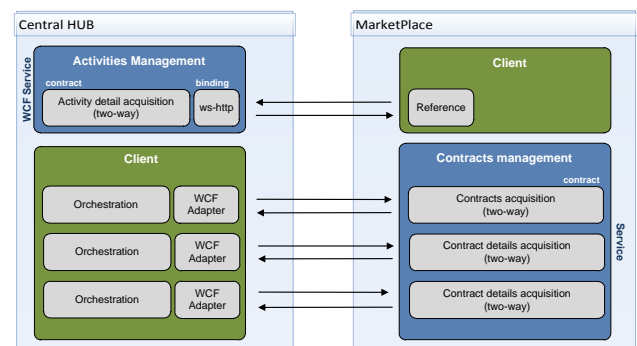 Central HUB
MarketPlace
WCF Service
Activities Management
contract
binding
Activity detail acquisition
(two-way)
ws-http
Client
Reference
Client
Orchestration
WCF
Adapter
Orchestration
WCF
Adapter
Orchestration
WCF
Adapter
Contracts management
contract
Contracts acquisition
(two-way)
Contract details acquisition
(two-way)
Contract details acquisition
(two-way)
Service